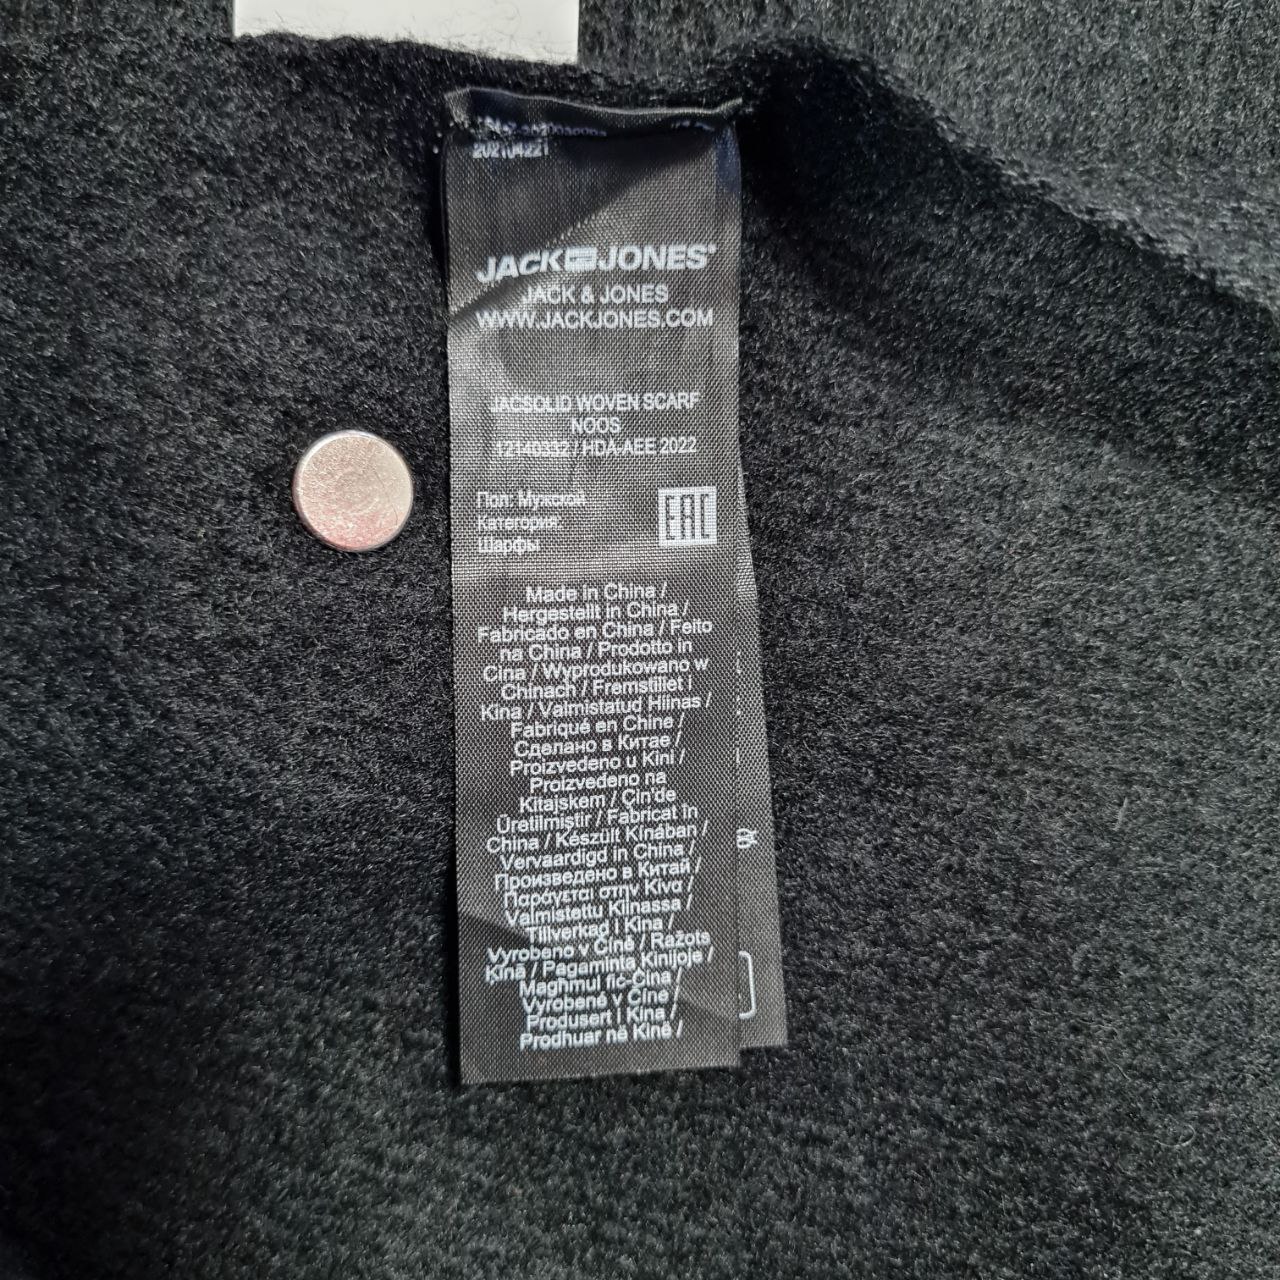 20210421
JACK & JONES®
JACK & JONES
WWW.JACKJONES.COM
JACSOLID WOVEN SCARF
NOOS
12140352 / HDA-AEE 2022
Пол: Мужской
Категория:
Шарфы
EAC
Made in China /
Hergestellt in China /
Fabricado en China / Feito
na China / Prodotto in
Cina / Wyprodukowano w
Chinach / Fremstillet i
Kina / Valmistatud Hiinas /
Fabriqué en Chine /
Сделано в Китае /
Proizvedeno u Kini /
Proizvedeno na
Kitajskem / Çin'de
Üretilmiştir / Fabricat în
China / Készült Kínában /
Vervaardigd in China /
Произведено в Китай /
Παράγεται στην Κίνα /
Valmistettu Kiinassa /
Tillverkad i Kina /
Vyrobeno v Číně / Ražots
Ķīnā / Pagaminta Kinijoje /
Magħmul fiċ-Ċina /
Vyrobené v Číne /
Produsert i Kina /
Prodhuar në Kinë /